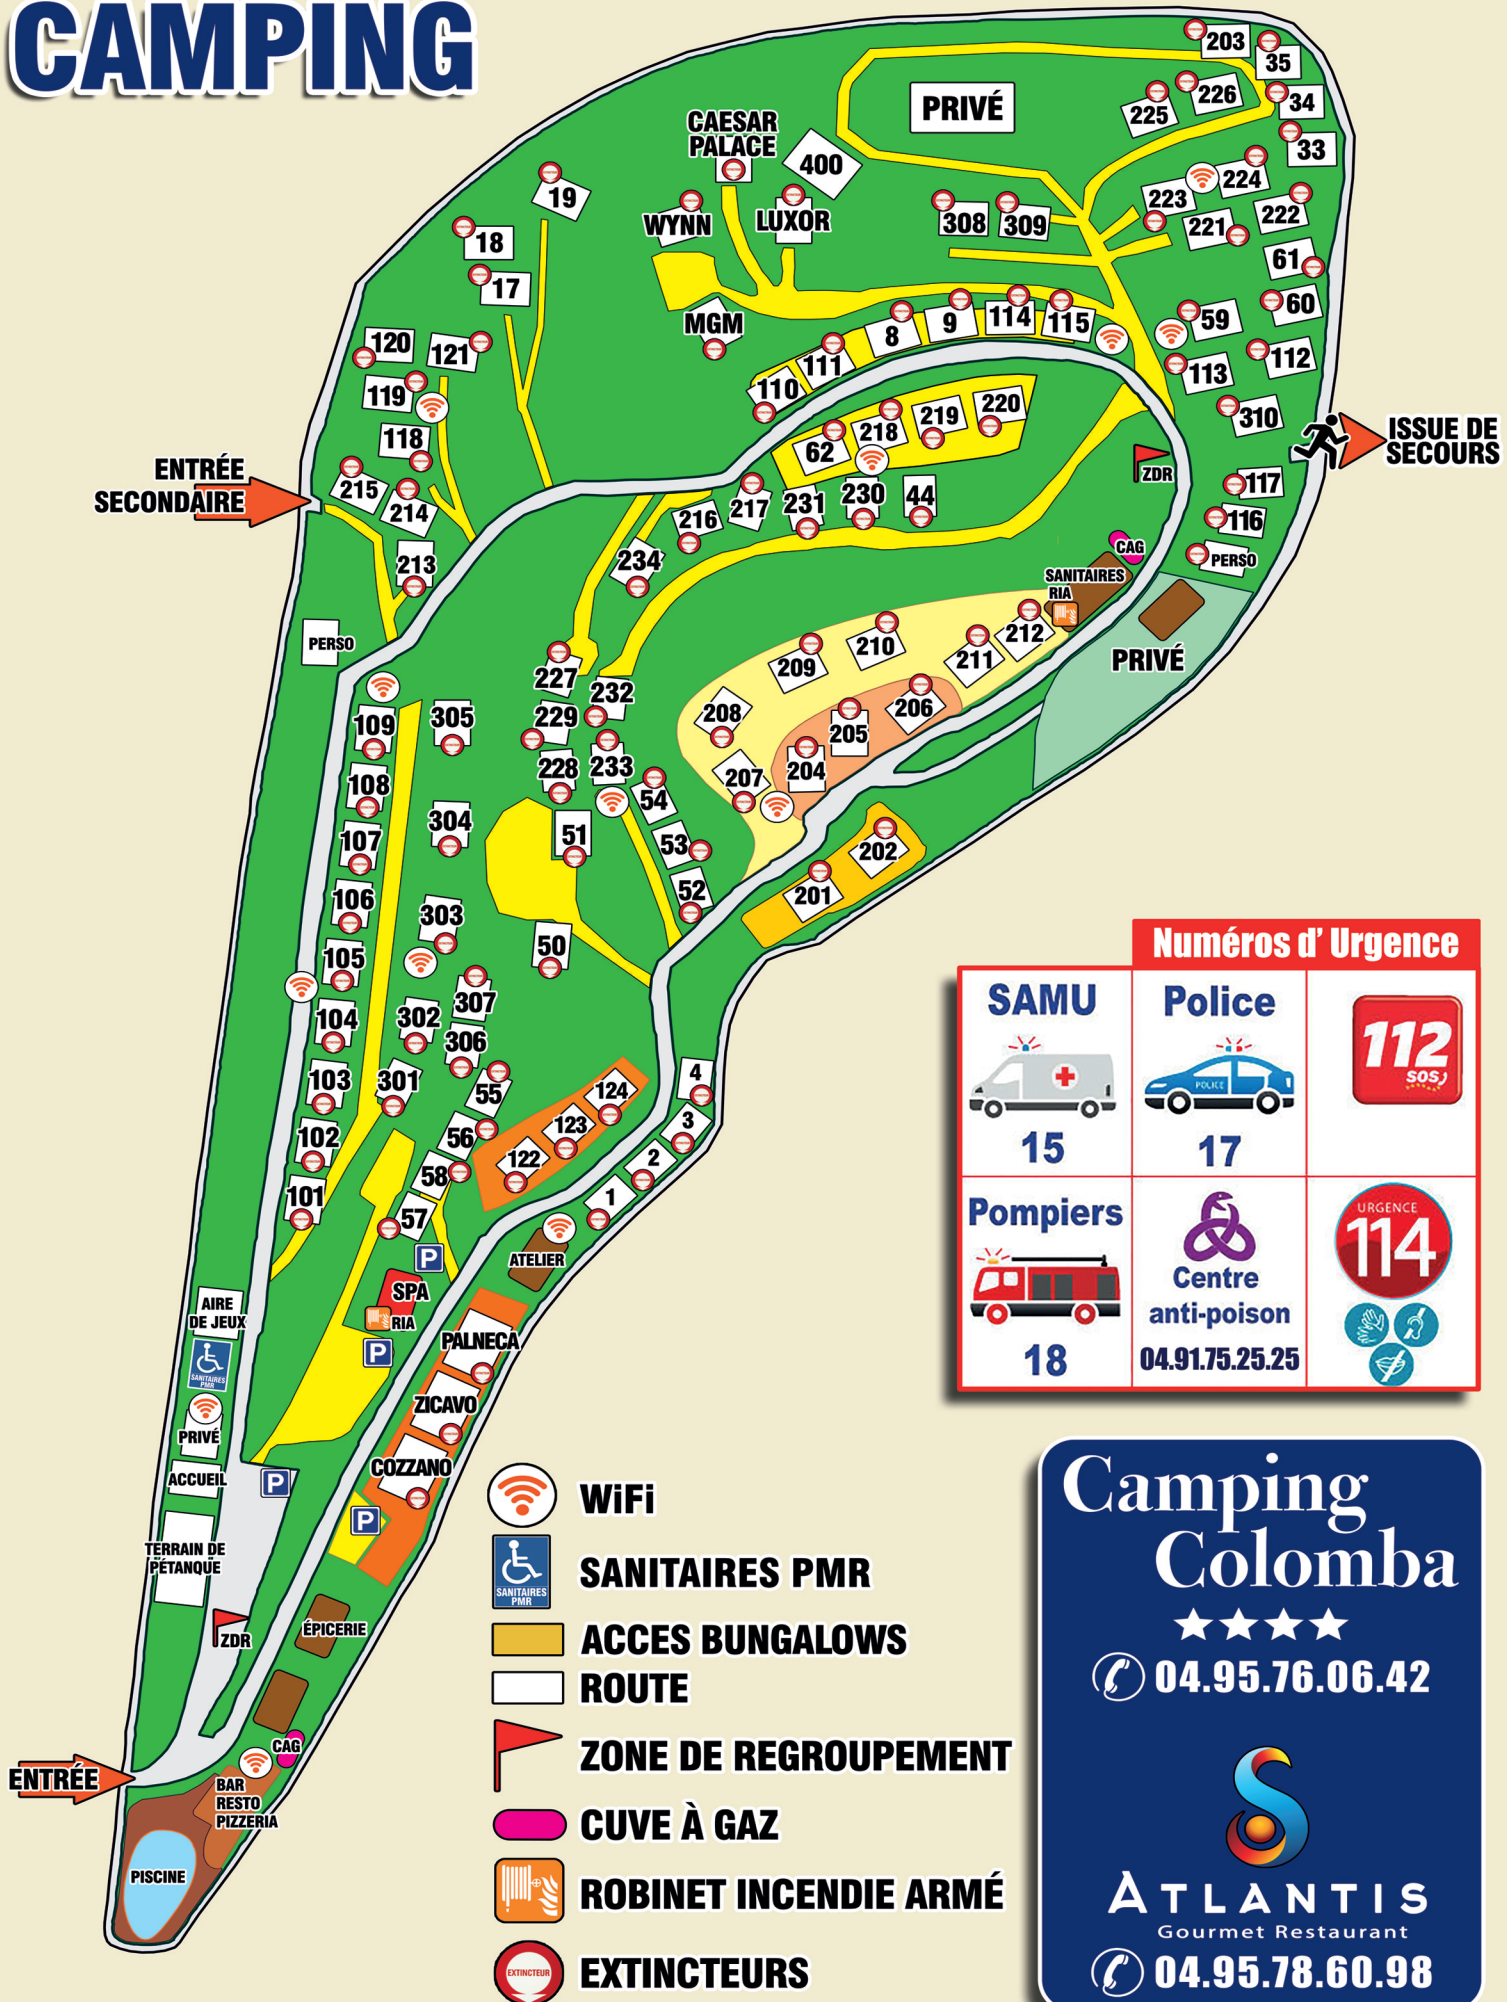 CAMPING
203
35
PRIVÉ
226
225
34
33
CAESAR
PALACE
400
19
224
223
WYNN
LUXOR
308
309
221
222
18
61
17
60
59
MGM
8
9
114
115
120
121
111
112
113
110
119
310
62
218
219
220
118
ISSUE DE
SECOURS
ENTRÉE
SECONDAIRE
ZDR
215
214
216
217
231
230
44
117
116
213
234
CAG
SANITAIRES
RIA
PERSO
PERSO
212
211
210
209
PRIVÉ
227
232
208
206
205
109
305
229
228
233
207
204
108
54
304
51
107
53
202
106
52
201
303
50
105
307
302
104
306
103
301
55
124
4
123
3
102
56
122
2
58
101
57
1
P
ATELIER
SPA
RIA
P
AIRE
DE JEUX
SANITAIRES
PMR
PALNECA
ZICAVO
PRIVÉ
COZZANO
ACCUEIL
P
P
TERRAIN DE
PÉTANQUE
ZDR
ÉPICERIE
CAG
ENTRÉE
BAR
RESTO
PIZZERIA
PISCINE
Numéros d' Urgence
SAMU
15
Police
POLICE
17
112
SOS
Pompiers
18
Centre
anti-poison
04.91.75.25.25
URGENCE
114
WiFi
SANITAIRES
PMR
SANITAIRES PMR
ACCES BUNGALOWS
ROUTE
ZONE DE REGROUPEMENT
CUVE À GAZ
ROBINET INCENDIE ARMÉ
EXTINCTEUR
EXTINCTEURS
Camping
Colomba
04.95.76.06.42
ATLANTIS
Gourmet Restaurant
04.95.78.60.98